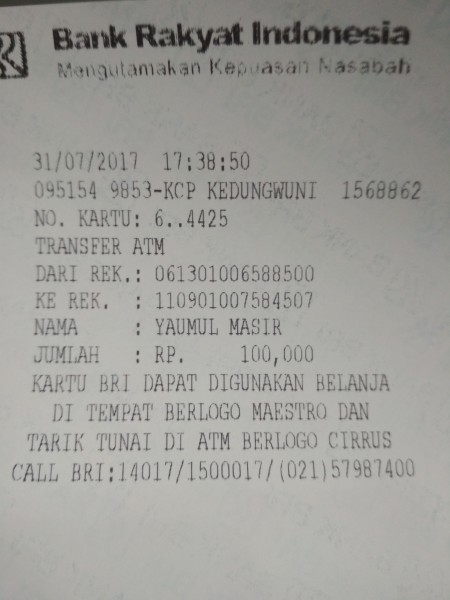 Bank Rakyat Indonesia
Mengutamakan Kepuasan Nasabah
31/07/2017 17:38:50
095154 9853-KCP KEDUNGWUNI 1568862
NO. KARTU: 6..4425
TRANSFER ATM
DARI REK.: 061301006588500
KE REK. : 110901007584507
NAMA : YAUMUL MASIR
JUMLAH : RP. 100,000
KARTU BRI DAPAT DIGUNAKAN BELANJA
DI TEMPAT BERLOGO MAESTRO DAN
TARIK TUNAI DI ATM BERLOGO CIRRUS
CALL BRI:14017/1500017/(021)57987400